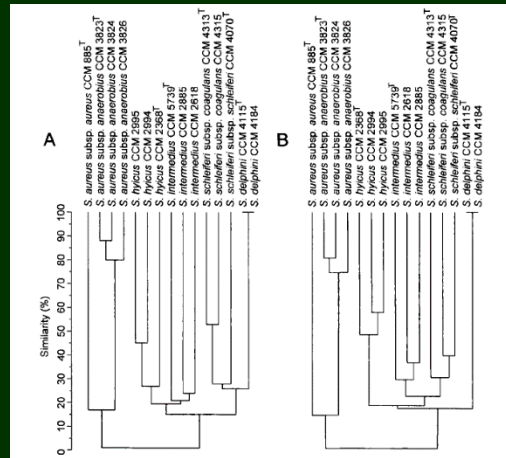 A
S. aureus subsp. aureus CCM 885ᵀ
S. aureus subsp. anaerobius CCM 3823ᵀ
S. aureus subsp. anaerobius CCM 3824
S. aureus subsp. anaerobius CCM 3826
S. hyicus CCM 2995
S. hyicus CCM 2994
S. hyicus CCM 2368ᵀ
S. intermedius CCM 5739ᵀ
S. intermedius CCM 2885
S. intermedius CCM 2618
S. schleiferi subsp. coagulans CCM 4313ᵀ
S. schleiferi subsp. coagulans CCM 4315
S. schleiferi subsp. schleiferi CCM 4070ᵀ
S. delphini CCM 4115ᵀ
S. delphini CCM 4184
Similarity (%)
100
90
80
70
60
50
40
30
20
10
0
B
S. aureus subsp. aureus CCM 885ᵀ
S. aureus subsp. anaerobius CCM 3823ᵀ
S. aureus subsp. anaerobius CCM 3824
S. aureus subsp. anaerobius CCM 3826
S. hyicus CCM 2368ᵀ
S. hyicus CCM 2994
S. hyicus CCM 2995
S. intermedius CCM 5739ᵀ
S. intermedius CCM 2618
S. intermedius CCM 2885
S. schleiferi subsp. coagulans CCM 4313ᵀ
S. schleiferi subsp. coagulans CCM 4315
S. schleiferi subsp. schleiferi CCM 4070ᵀ
S. delphini CCM 4115ᵀ
S. delphini CCM 4184